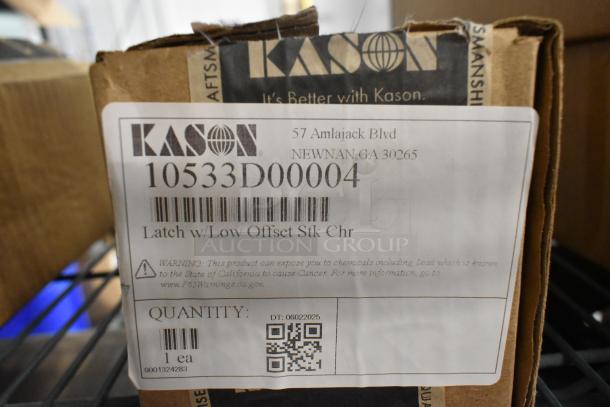 KASON
It's Better with Kason.
AFTSM
SMANSHI
KASON
57 Amlajack Blvd
NEWNAN, GA 30265
10533D00004
Latch w/Low Offset Stk Chr
AUCTION GROUP
WARNING: This product can expose you to chemicals including Lead which is known
to the State of California to cause Cancer. For more information, go to
www.P65Warnings.ca.gov.
QUANTITY:
DT: 06022025
1 ea
0001324283